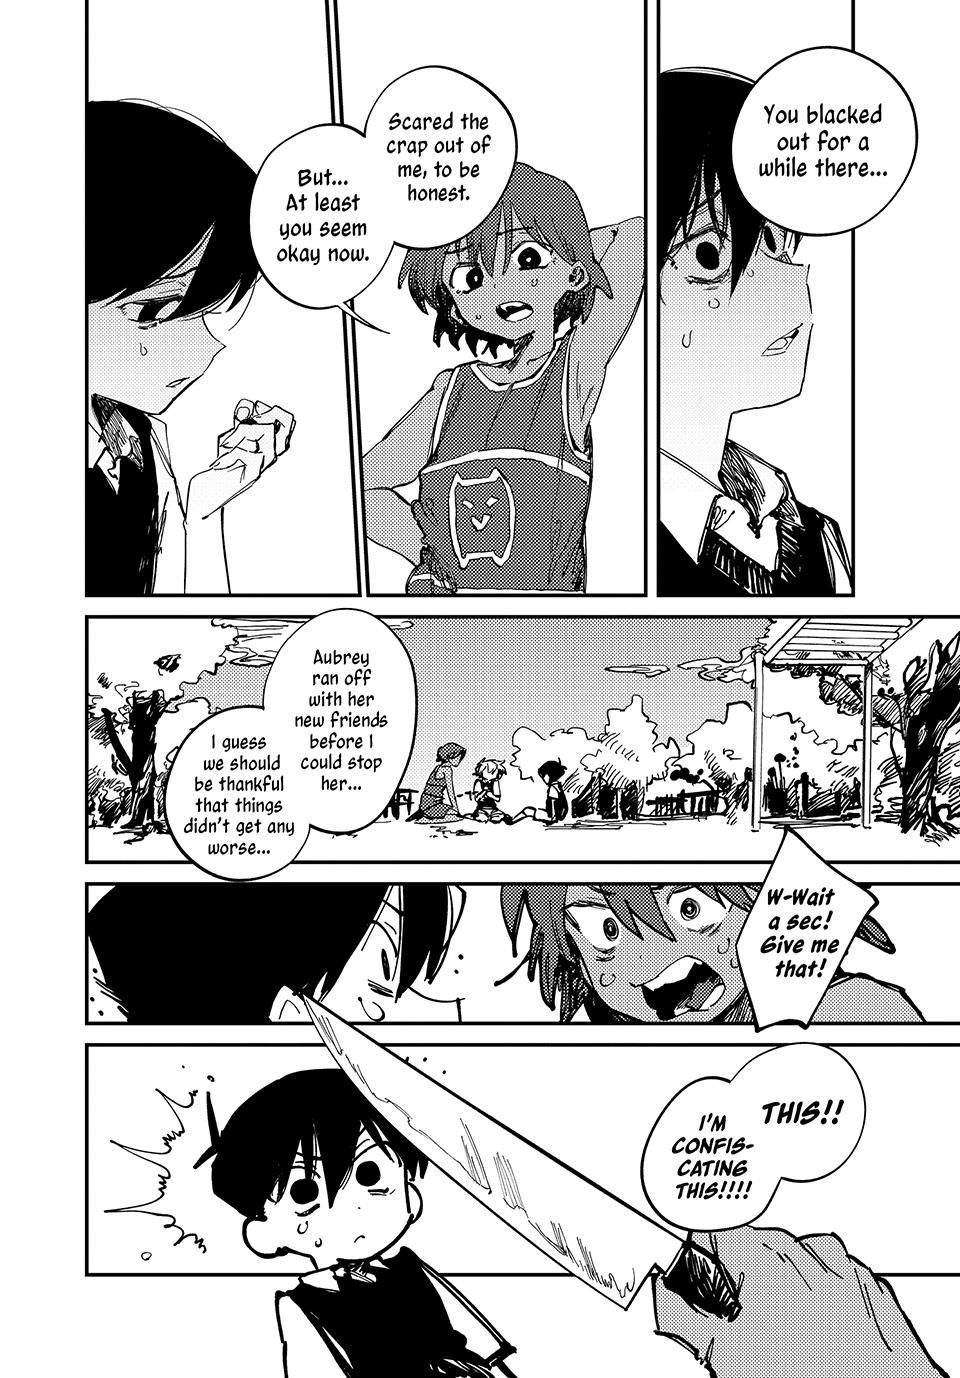 You blacked
out for a
while there...
Scared the
crap out of
me, to be
honest.
But...
At least
you seem
okay now.
Aubrey
ran off
with her
new friends
before I
could stop
her...
I guess
we should
be thankful
that things
didn't get any
worse...
W-Wait
a sec!
Give me
that!
THIS!!
I'M
CONFIS-
CATING
THIS!!!!